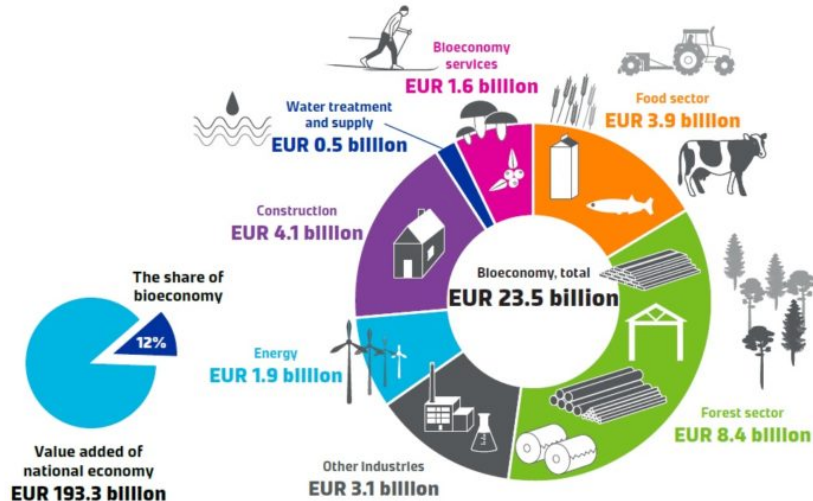 Bioeconomy
services
EUR 1.6 billion
Water treatment
and supply
EUR 0.5 billion
Food sector
EUR 3.9 billion
Construction
EUR 4.1 billion
Bioeconomy, total
EUR 23.5 billion
The share of
bioeconomy
12%
Energy
EUR 1.9 billion
Forest sector
EUR 8.4 billion
Other industries
EUR 3.1 billion
Value added of
national economy
EUR 193.3 billion